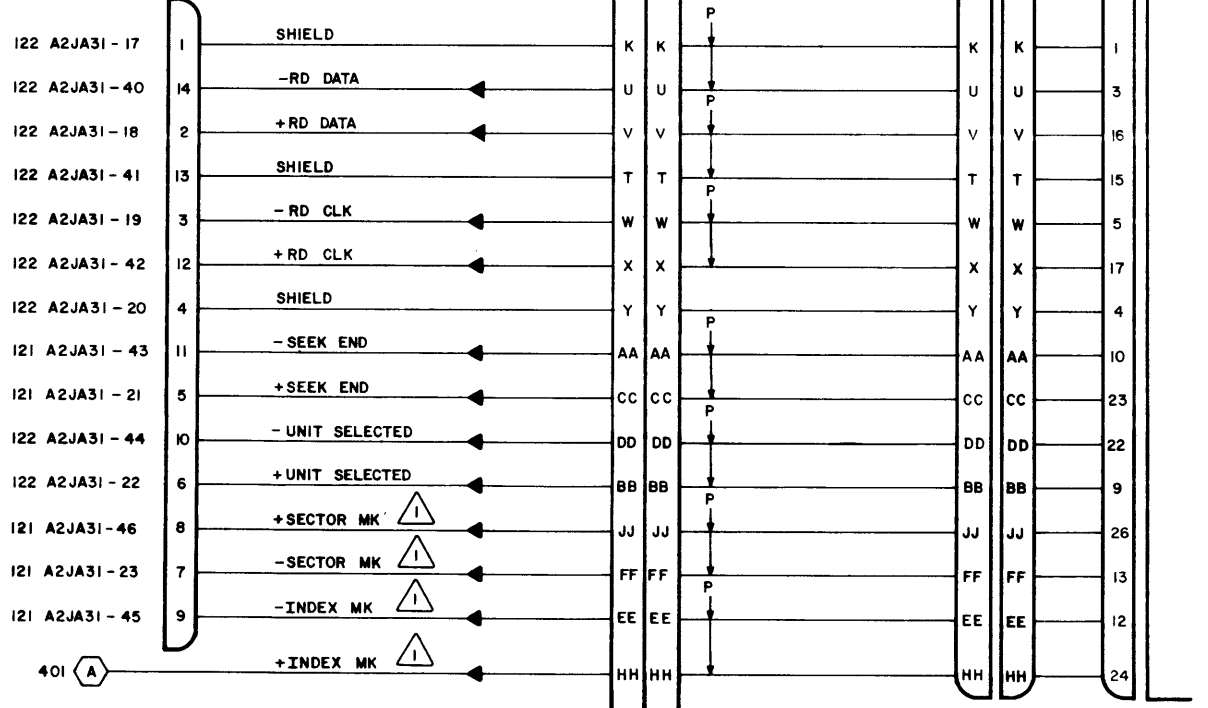 P
122 A2JA31-17 1 SHIELD K K K K 1
122 A2JA31-40 14 -RD DATA U U U U 3
P
122 A2JA31-18 2 +RD DATA V V V V 16
122 A2JA31-41 13 SHIELD T T T T 15
P
122 A2JA31-19 3 -RD CLK W W W W 5
122 A2JA31-42 12 +RD CLK X X X X 17
122 A2JA31-20 4 SHIELD Y Y Y Y 4
P
121 A2JA31-43 11 -SEEK END AA AA AA AA 10
121 A2JA31-21 5 +SEEK END CC CC CC CC 23
P
122 A2JA31-44 10 -UNIT SELECTED DD DD DD DD 22
122 A2JA31-22 6 +UNIT SELECTED BB BB BB BB 9
P
121 A2JA31-46 8 +SECTOR MK 1 JJ JJ JJ JJ 26
121 A2JA31-23 7 -SECTOR MK 1 FF FF FF FF 13
P
121 A2JA31-45 9 -INDEX MK 1 EE EE EE EE 12
401 A +INDEX MK 1 HH HH HH HH 24